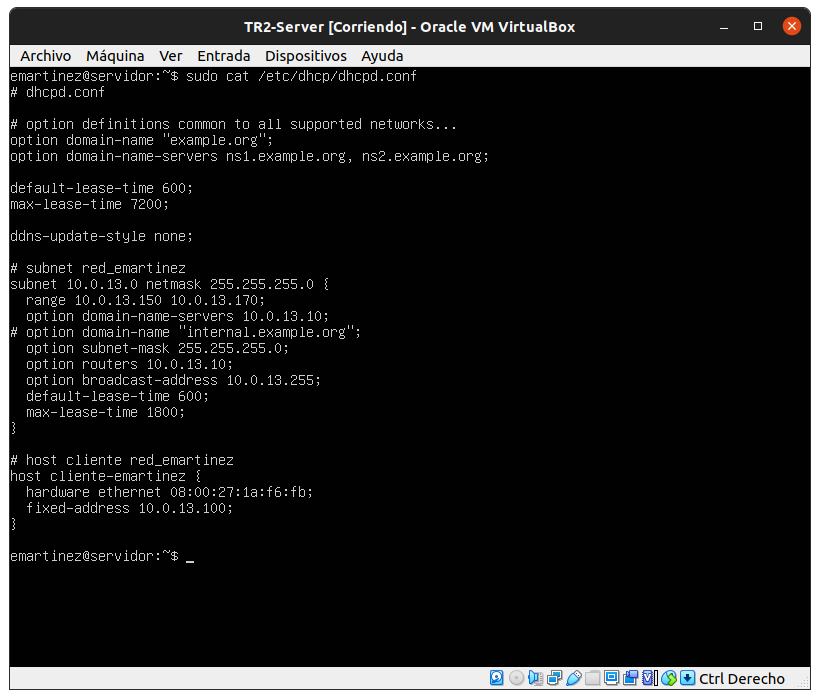 TR2-Server [Corriendo] - Oracle VM VirtualBox
Archivo Máquina Ver Entrada Dispositivos Ayuda
emartinez@servidor:~$ sudo cat /etc/dhcp/dhcpd.conf
# dhcpd.conf
# option definitions common to all supported networks...
option domain-name "example.org";
option domain-name-servers ns1.example.org, ns2.example.org;
default-lease-time 600;
max-lease-time 7200;
ddns-update-style none;
# subnet red_emartinez
subnet 10.0.13.0 netmask 255.255.255.0 {
  range 10.0.13.150 10.0.13.170;
  option domain-name-servers 10.0.13.10;
# option domain-name "internal.example.org";
  option subnet-mask 255.255.255.0;
  option routers 10.0.13.10;
  option broadcast-address 10.0.13.255;
  default-lease-time 600;
  max-lease-time 1800;
}
# host cliente red_emartinez
host cliente-emartinez {
  hardware ethernet 08:00:27:1a:f6:fb;
  fixed-address 10.0.13.100;
}
emartinez@servidor:~$ _
Ctrl Derecho